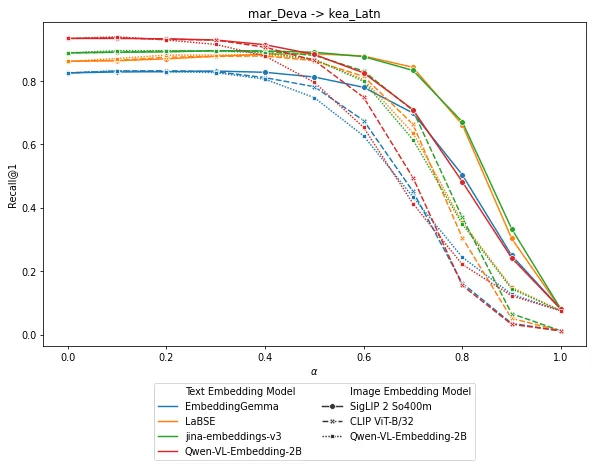 mar_Deva -> kea_Latn
Recall@1
0.8
0.6
0.4
0.2
0.0
0.0 0.2 0.4 0.6 0.8 1.0
α
Text Embedding Model Image Embedding Model
EmbeddingGemma SigLIP 2 So400m
LaBSE CLIP ViT-B/32
jina-embeddings-v3 Qwen-VL-Embedding-2B
Qwen-VL-Embedding-2B